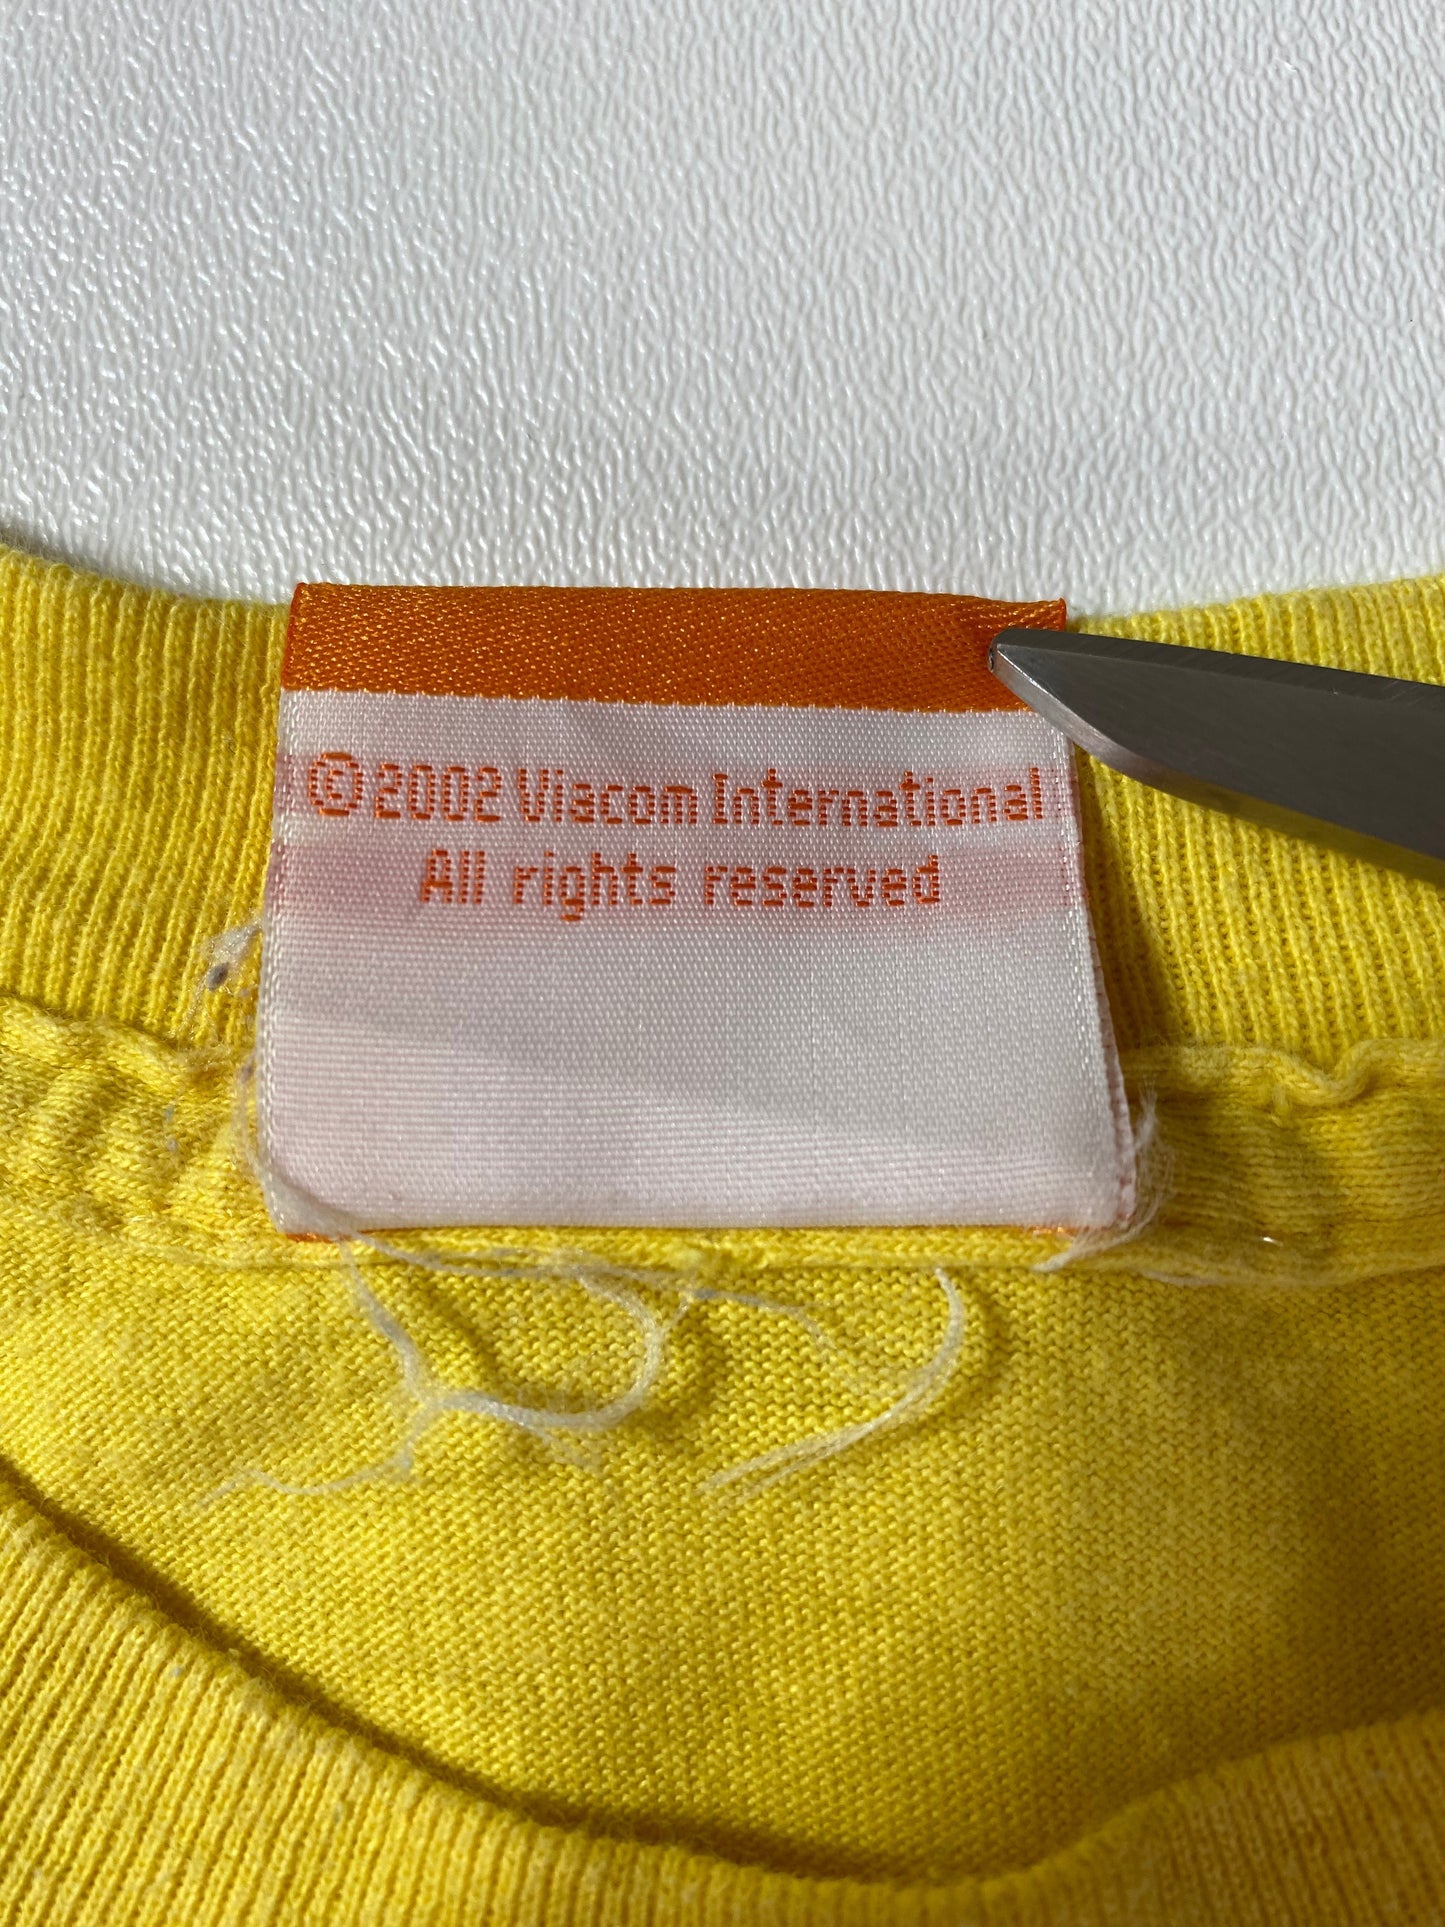 ©2002 Viacom International
All rights reserved